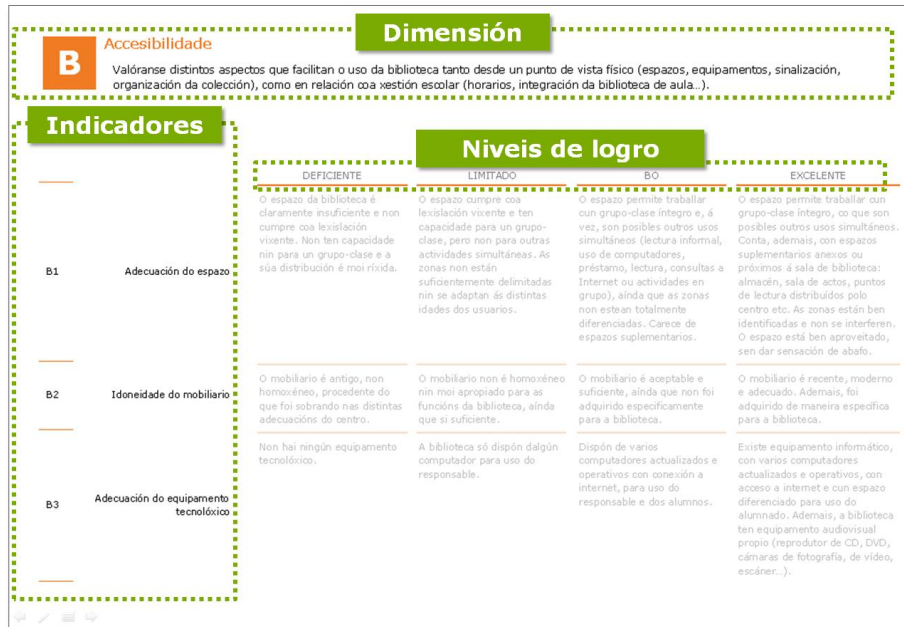 Dimensión
B
Accesibilidade
Valóranse distintos aspectos que facilitan o uso da biblioteca tanto desde un punto de vista físico (espazos, equipamentos, sinalización,
organización da colección), como en relación coa xestión escolar (horarios, integración da biblioteca de aula...).
Indicadores
Niveis de logro
DEFICIENTE
LIMITADO
BO
EXCELENTE
B1
Adecuación do espazo
O espazo da biblioteca é
claramente insuficiente e non
cumpre coa lexislación
vixente. Non ten capacidade
nin para un grupo-clase e a
súa distribución é moi ríxida.
O espazo cumpre coa
lexislación vixente e ten
capacidade para un grupo-
clase, pero non para outras
actividades simultáneas. As
zonas non están
suficientemente delimitadas
nin se adaptan ás distintas
idades dos usuarios.
O espazo permite traballar
cun grupo-clase íntegro e, á
vez, son posibles outros usos
simultáneos (lectura informal,
uso de computadores,
préstamo, lectura, consultas a
Internet ou actividades en
grupo), aínda que as zonas
non estean totalmente
diferenciadas. Carece de
espazos suplementarios.
O espazo permite traballar cun
grupo-clase íntegro, co que son
posibles outros usos simultáneos.
Conta, ademais, con espazos
suplementarios anexos ou
próximos á sala de biblioteca:
almacén, sala de actos, puntos
de lectura distribuídos polo
centro etc. As zonas están ben
identificadas e non se interferen.
O espazo está ben aproveitado,
sen dar sensación de abafo.
B2
Idoneidade do mobiliario
O mobiliario é antigo, non
homoxéneo, procedente do
que foi sobrando nas distintas
adecuacións do centro.
O mobiliario non é homoxéneo
nin moi apropiado para as
funcións da biblioteca, aínda
que si suficiente.
O mobiliario é aceptable e
suficiente, aínda que non foi
adquirido especificamente
para a biblioteca.
O mobiliario é recente, moderno
e adecuado. Ademais, foi
adquirido de maneira específica
para a biblioteca.
B3
Adecuación do equipamento
tecnolóxico
Non hai ningún equipamento
tecnolóxico.
A biblioteca só dispón dalgún
computador para uso do
responsable.
Dispón de varios
computadores actualizados e
operativos con conexión a
internet, para uso do
responsable e dos alumnos.
Existe equipamento informático,
con varios computadores
actualizados e operativos, con
acceso a internet e cun espazo
diferenciado para uso do
alumnado. Ademais, a biblioteca
ten equipamento audiovisual
propio (reprodutor de CD, DVD,
cámaras de fotografía, de vídeo,
escáner...).